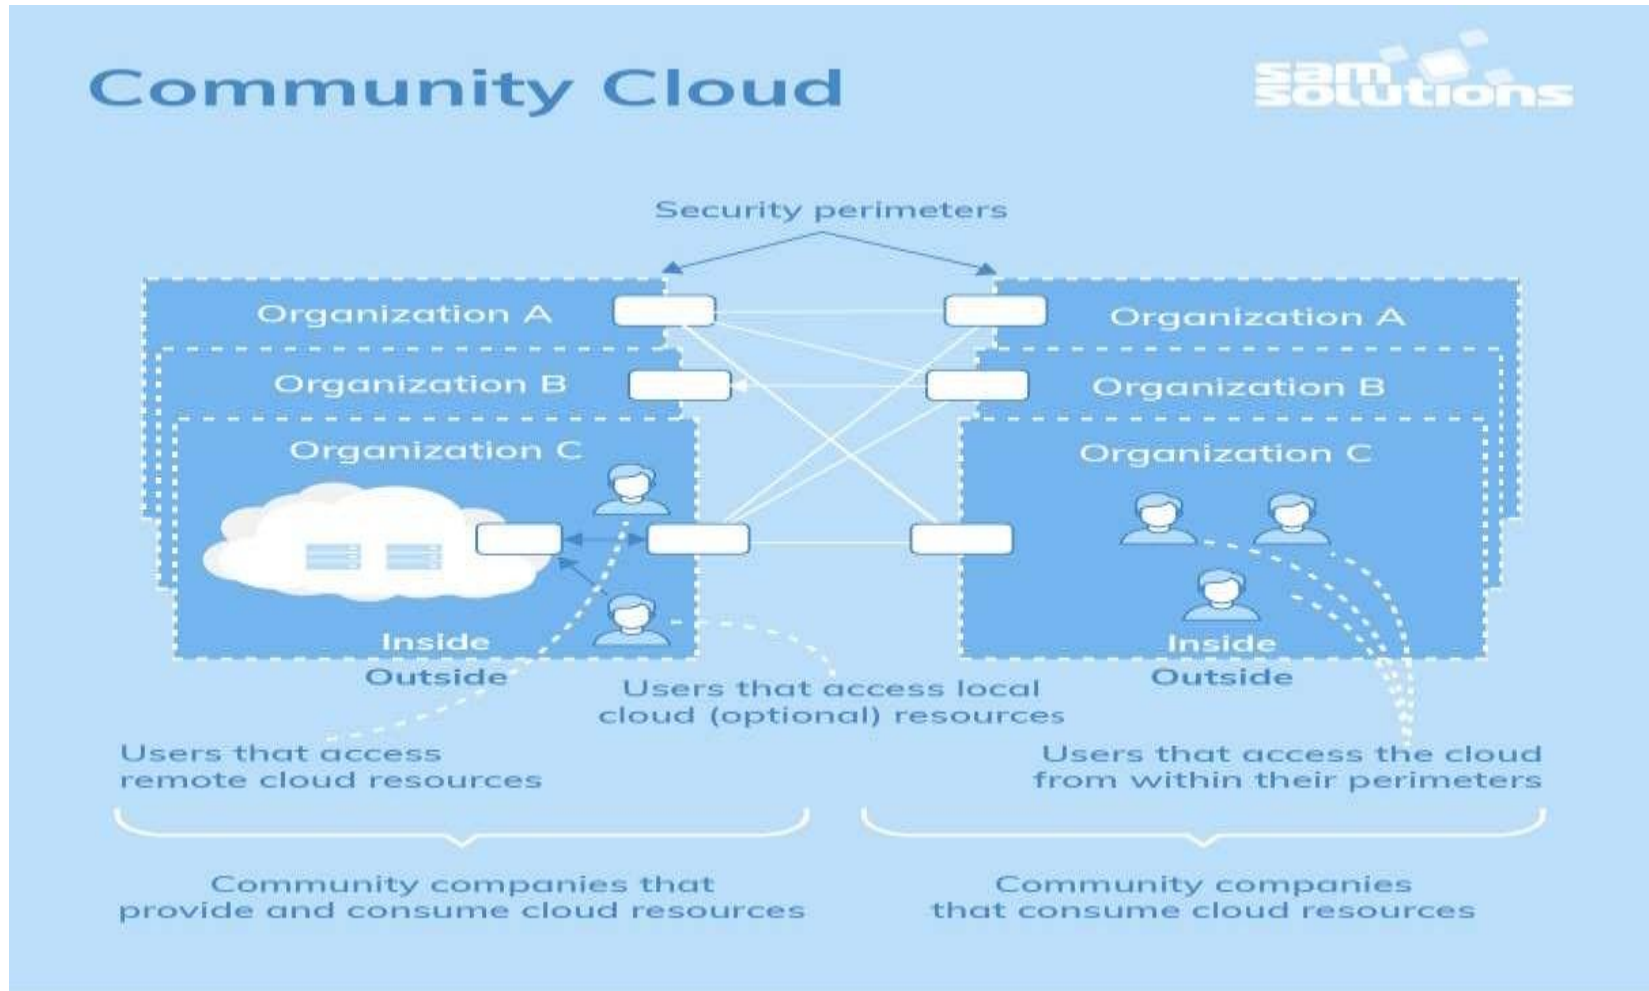 Community Cloud
sam
solutions
Security perimeters
Organization A
Organization B
Organization C
Inside
Outside
Organization A
Organization B
Organization C
Inside
Outside
Users that access local
cloud (optional) resources
Users that access
remote cloud resources
Users that access the cloud
from within their perimeters
Community companies that
provide and consume cloud resources
Community companies
that consume cloud resources